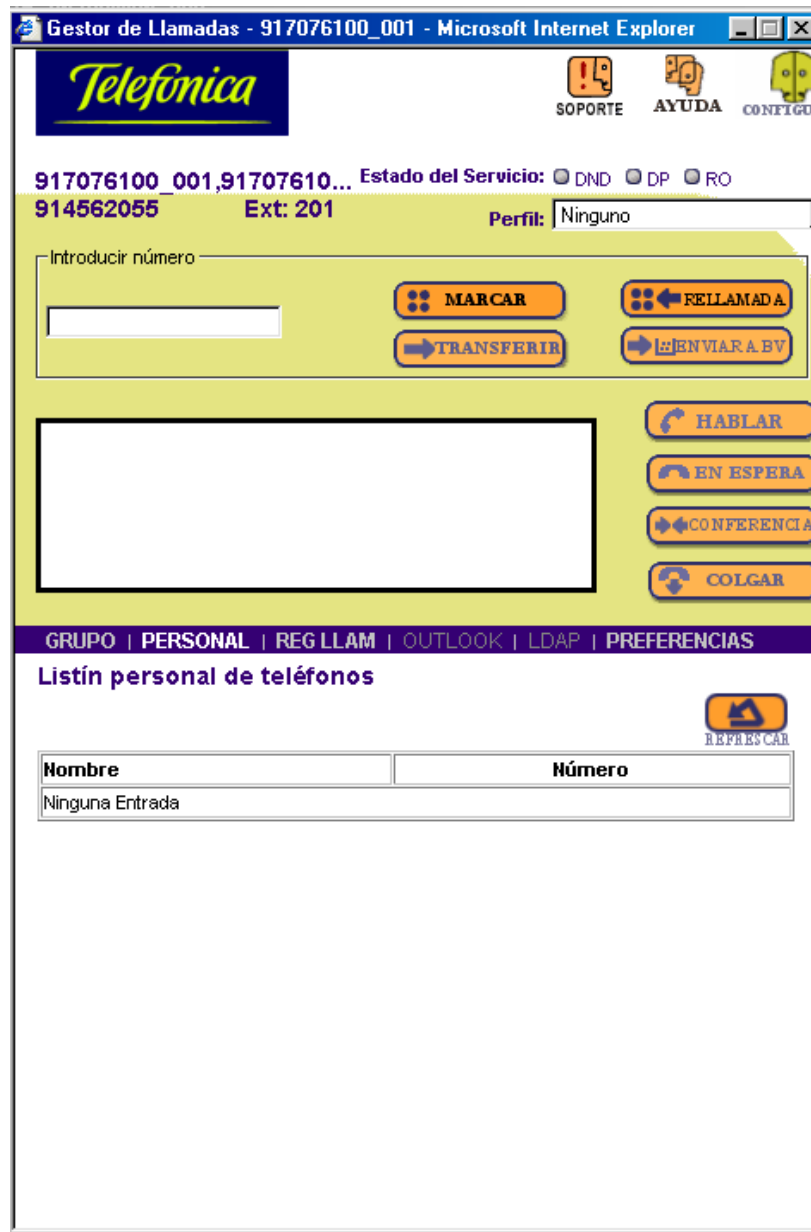 Gestor de Llamadas - 917076100_001 - Microsoft Internet Explorer
Telefónica
SOPORTE AYUDA CONFIGU
917076100_001,91707610... Estado del Servicio: DND DP RO
914562055 Ext: 201 Perfil: Ninguno
Introducir número
MARCAR RELLAMADA
TRANSFERIR ENVIAR A BV
HABLAR
EN ESPERA
CONFERENCIA
COLGAR
GRUPO | PERSONAL | REG LLAM | OUTLOOK | LDAP | PREFERENCIAS
Listín personal de teléfonos
REFRESCAR
Nombre Número
Ninguna Entrada